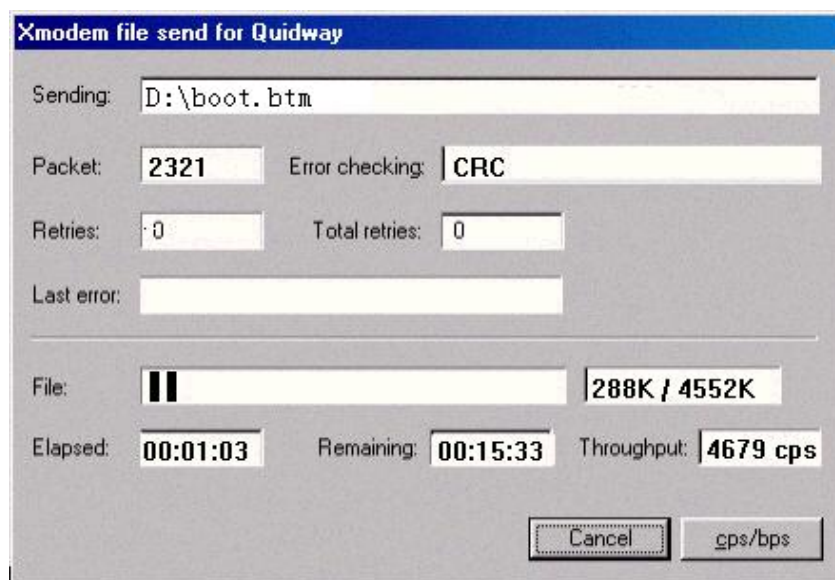 Xmodem file send for Quidway
Sending: D:\boot.btm
Packet: 2321 Error checking: CRC
Retries: 0 Total retries: 0
Last error:
File: 288K / 4552K
Elapsed: 00:01:03 Remaining: 00:15:33 Throughput: 4679 cps
Cancel cps/bps